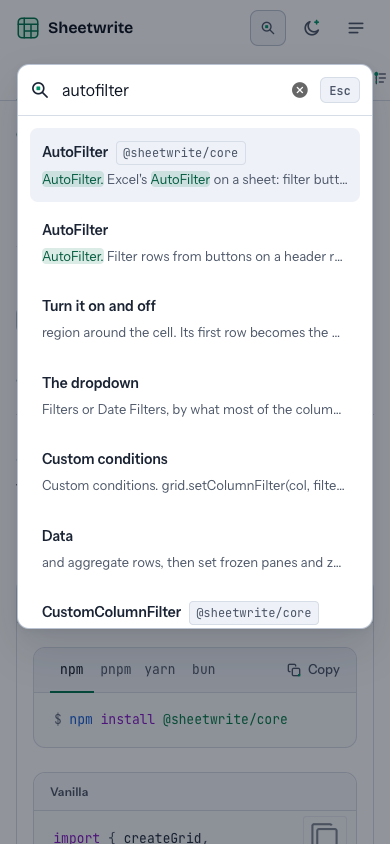 Sheetwrite
autofilter
Esc
AutoFilter @sheetwrite/core
AutoFilter. Excel's AutoFilter on a sheet: filter butt...
AutoFilter
AutoFilter. Filter rows from buttons on a header r...
Turn it on and off
region around the cell. Its first row becomes the ...
The dropdown
Filters or Date Filters, by what most of the colum...
Custom conditions
Custom conditions. grid.setColumnFilter(col, filte...
Data
and aggregate rows, then set frozen panes and z...
CustomColumnFilter @sheetwrite/core
npm pnpm yarn bun Copy
$ npm install @sheetwrite/core
Vanilla
import { createGrid,